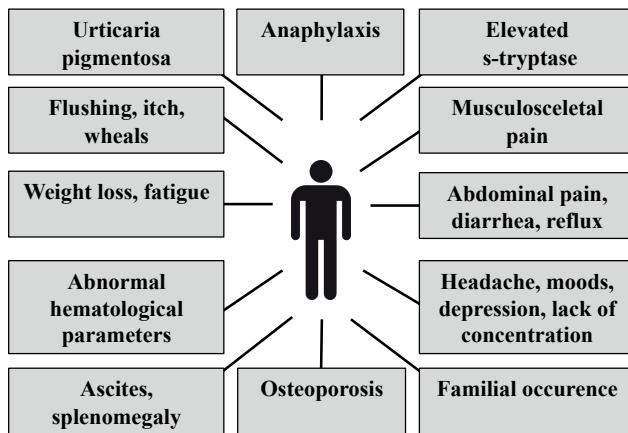 Urticaria
pigmentosa
Anaphylaxis
Elevated
s-tryptase
Flushing, itch,
wheals
Musculosceletal
pain
Weight loss, fatigue
Abdominal pain,
diarrhea, reflux
Abnormal
hematological
parameters
Headache, moods,
depression, lack of
concentration
Ascites,
splenomegaly
Osteoporosis
Familial occurence